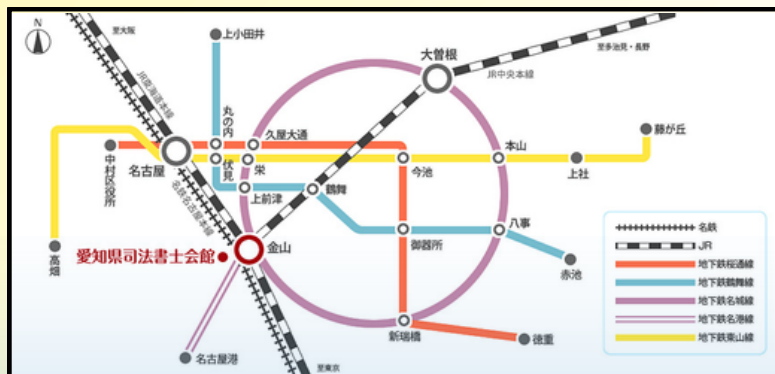 N
至大阪
上小田井
大曽根
至多治見・長野
JR東海道本線
JR中央本線
丸の内
久屋大通
藤が丘
中村区役所
名古屋
伏見
栄
今池
本山
上社
名鉄名古屋本線
上前津
鶴舞
八事
御器所
高畑
愛知県司法書士会館
金山
赤池
新瑞橋
徳重
名古屋港
至東京
名鉄
JR
地下鉄桜通線
地下鉄鶴舞線
地下鉄名城線
地下鉄名港線
地下鉄東山線